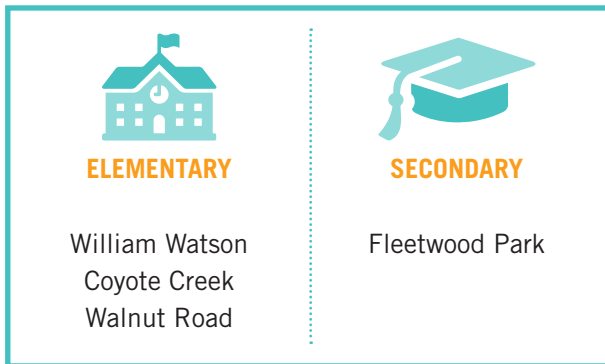 ELEMENTARY
William Watson
Coyote Creek
Walnut Road
SECONDARY
Fleetwood Park